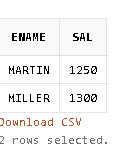 ENAME SAL
MARTIN 1250
MILLER 1300
Download CSV
2 rows selected.